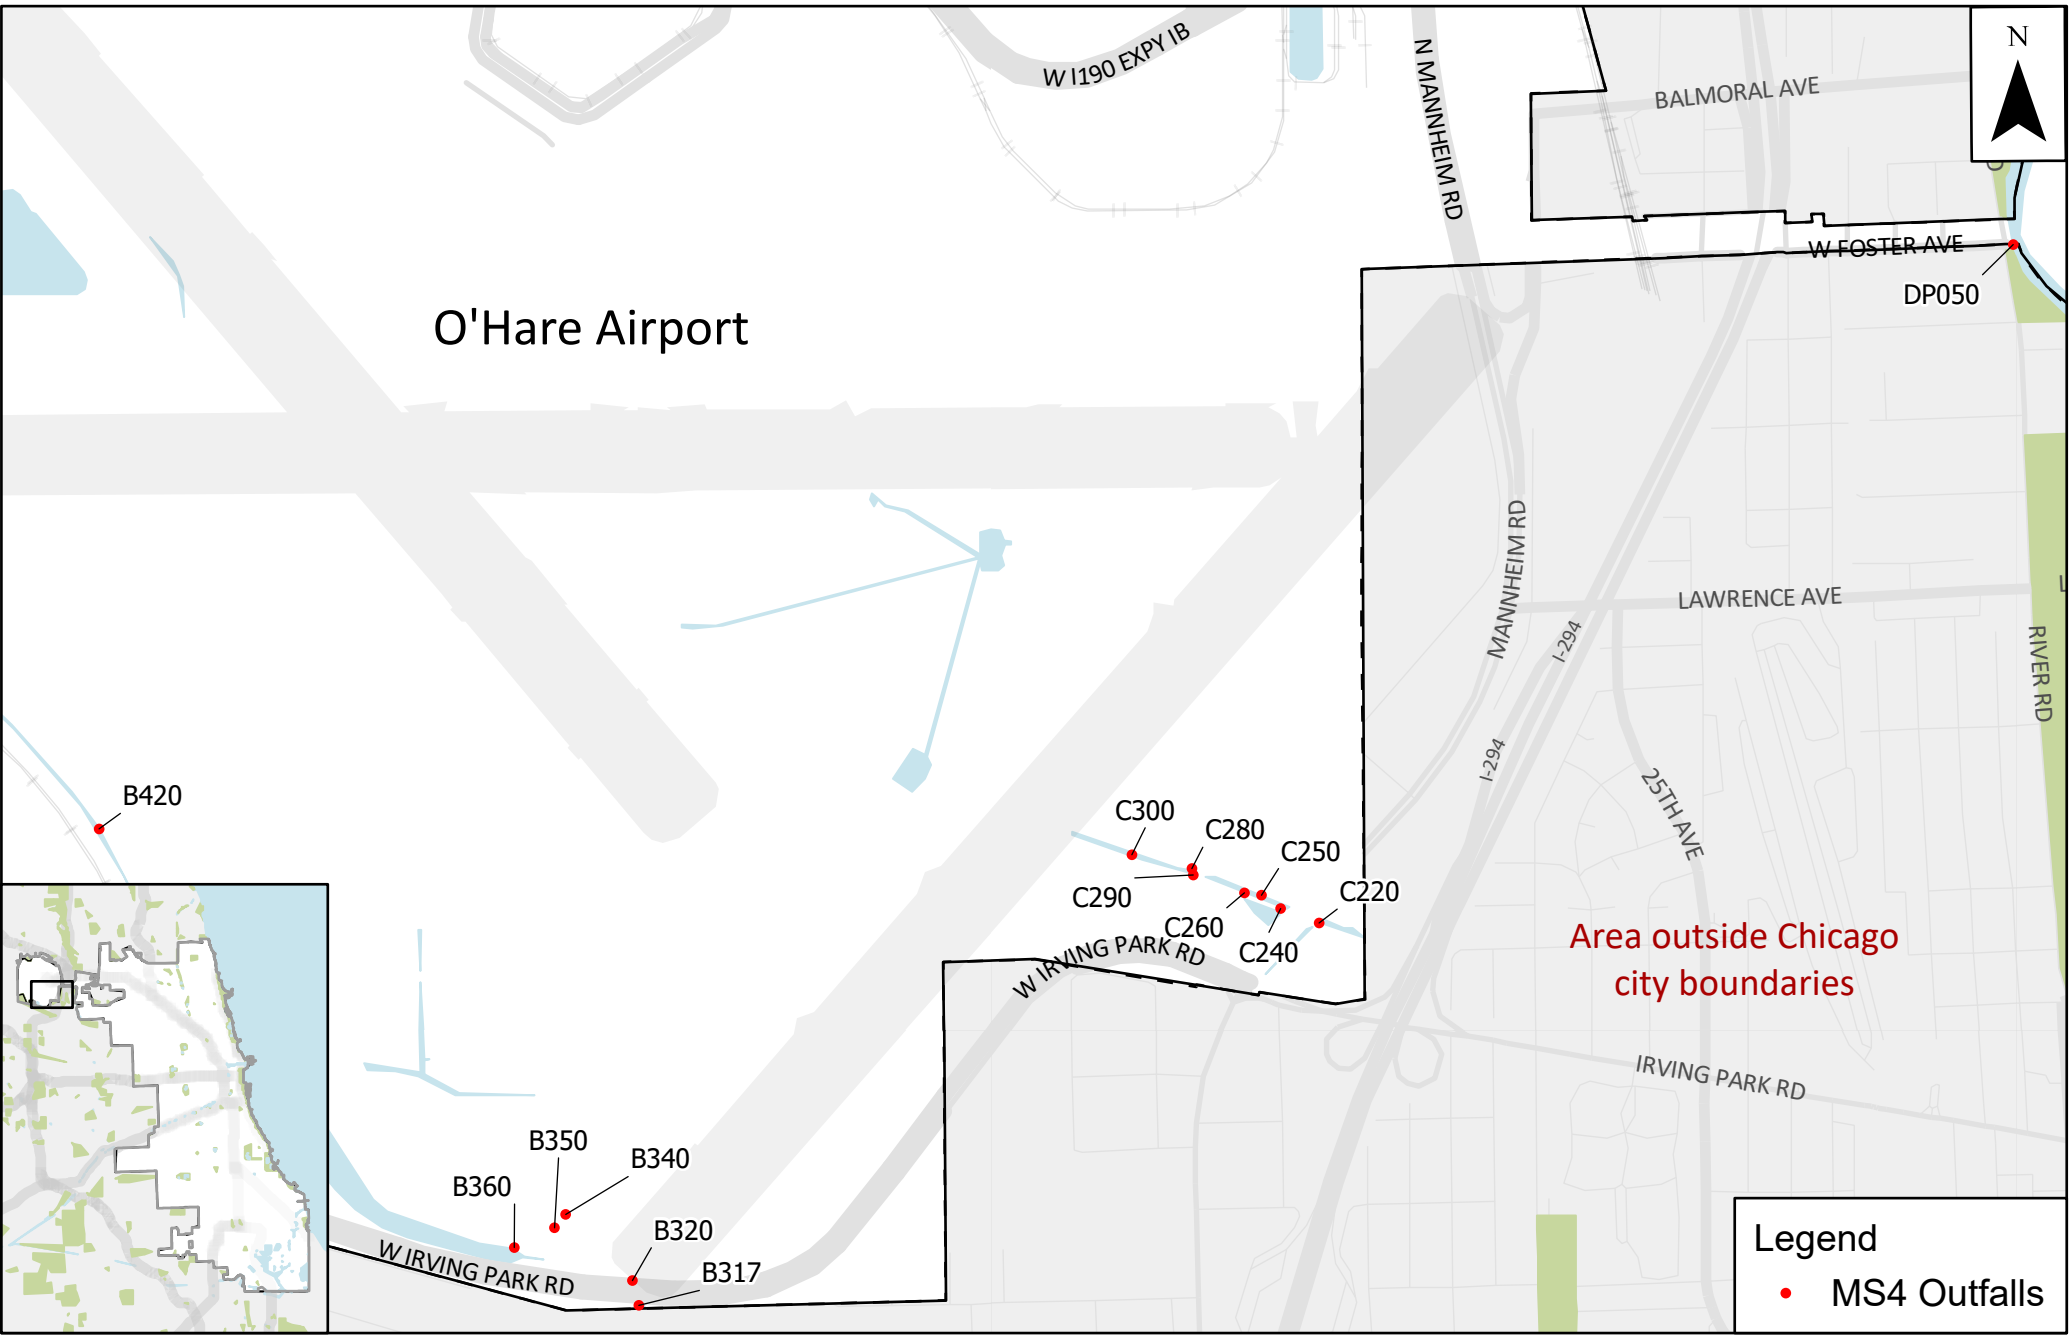 W I190 EXPY IB
N MANNHEIM RD
BALMORAL AVE
N
W FOSTER AVE
DP050
O'Hare Airport
MANNHEIM RD
LAWRENCE AVE
I-294
RIVER RD
I-294
25TH AVE
B420
C300
C280
C250
C290
C220
C260
C240
W IRVING PARK RD
Area outside Chicago
city boundaries
IRVING PARK RD
B350
B340
B360
B320
B317
W IRVING PARK RD
Legend
MS4 Outfalls